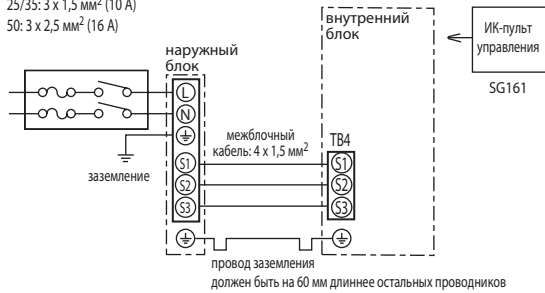 25/35: 3 x 1,5 мм² (10 А)
50: 3 x 2,5 мм² (16 А)
наружный
блок
внутренний
блок
ИК-пульт
управления
SG161
L
N
межблочный
кабель: 4 x 1,5 мм²
TB4
заземление
S1
S1
S2
S2
S3
S3
провод заземления
должен быть на 60 мм длиннее остальных проводников